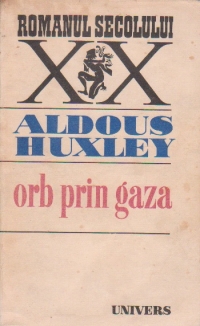 ROMANUL SECOLULUI
XX
ALDOUS
HUXLEY
orb prin gaza
UNIVERS